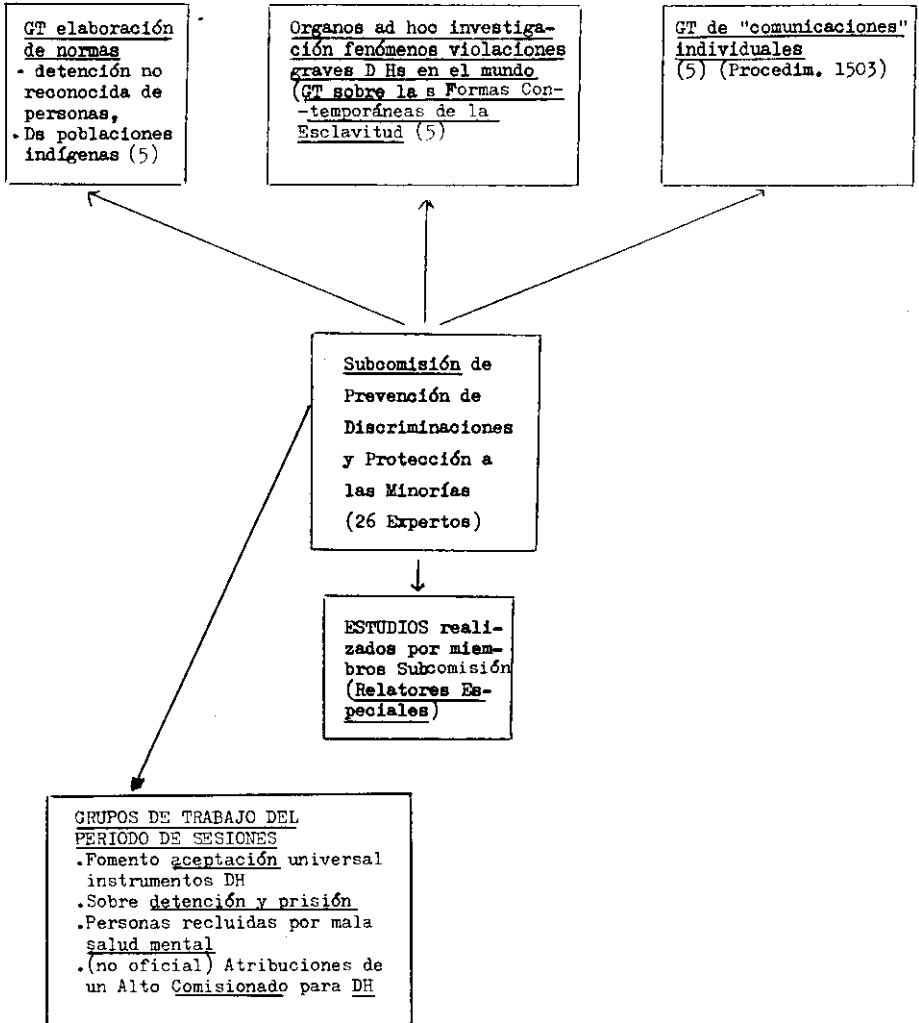 GT elaboración
de normas
- detención no
reconocida de
personas,
. Ds poblaciones
indígenas (5)
Organos ad hoc investiga-
ción fenómenos violaciones
graves D Hs en el mundo
(GT sobre la s Formas Con-
-temporáneas de la
Esclavitud (5)
GT de "comunicaciones"
individuales
(5) (Procedim. 1503)
Subcomisión de
Prevención de
Discriminaciones
y Protección a
las Minorías
(26 Expertos)
ESTUDIOS reali-
zados por miem-
bros Subcomisión
(Relatores Es-
peciales)
GRUPOS DE TRABAJO DEL
PERIODO DE SESIONES
.Fomento aceptación universal
instrumentos DH
.Sobre detención y prisión
.Personas recluidas por mala
salud mental
.(no oficial) Atribuciones de
un Alto Comisionado para DH